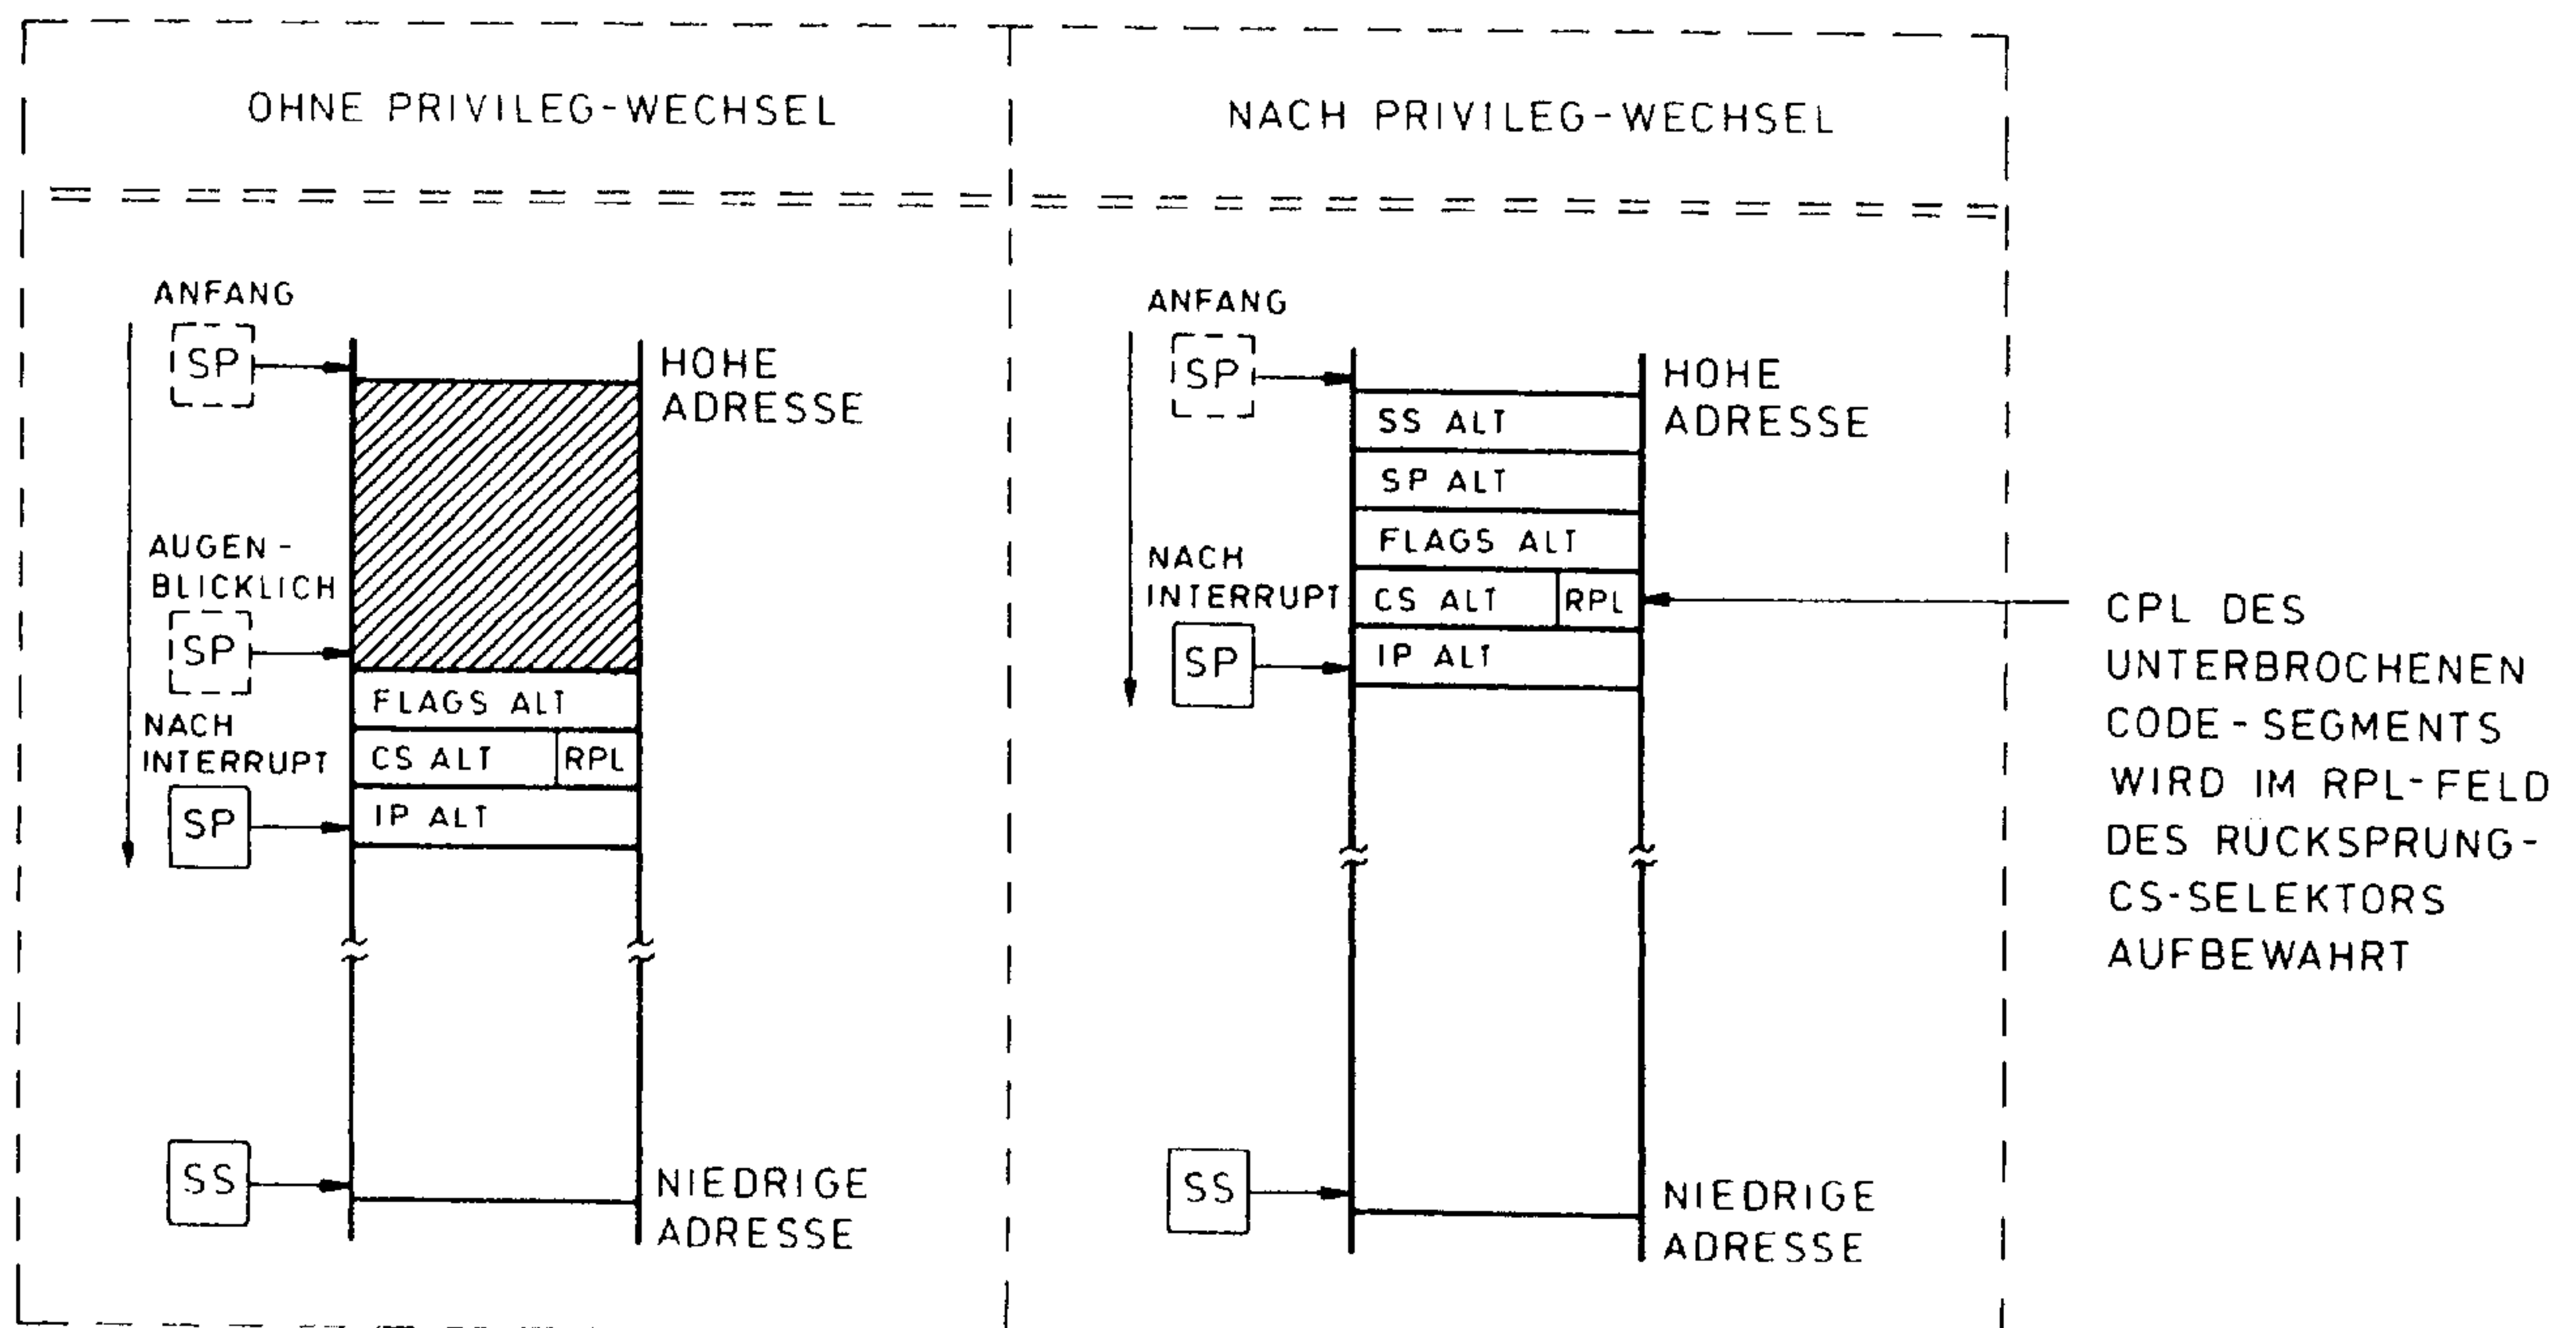 OHNE PRIVILEG-WECHSEL
NACH PRIVILEG-WECHSEL
ANFANG
SP
HOHE
ADRESSE
AUGEN-
BLICKLICH
SP
FLAGS ALT
NACH
INTERRUPT
CS ALT
RPL
SP
IP ALT
SS
NIEDRIGE
ADRESSE
ANFANG
SP
HOHE
ADRESSE
SS ALT
SP ALT
FLAGS ALT
NACH
INTERRUPT
CS ALT
RPL
SP
IP ALT
SS
NIEDRIGE
ADRESSE
CPL DES
UNTERBROCHENEN
CODE-SEGMENTS
WIRD IM RPL-FELD
DES RÜCKSPRUNG-
CS-SELEKTORS
AUFBEWAHRT